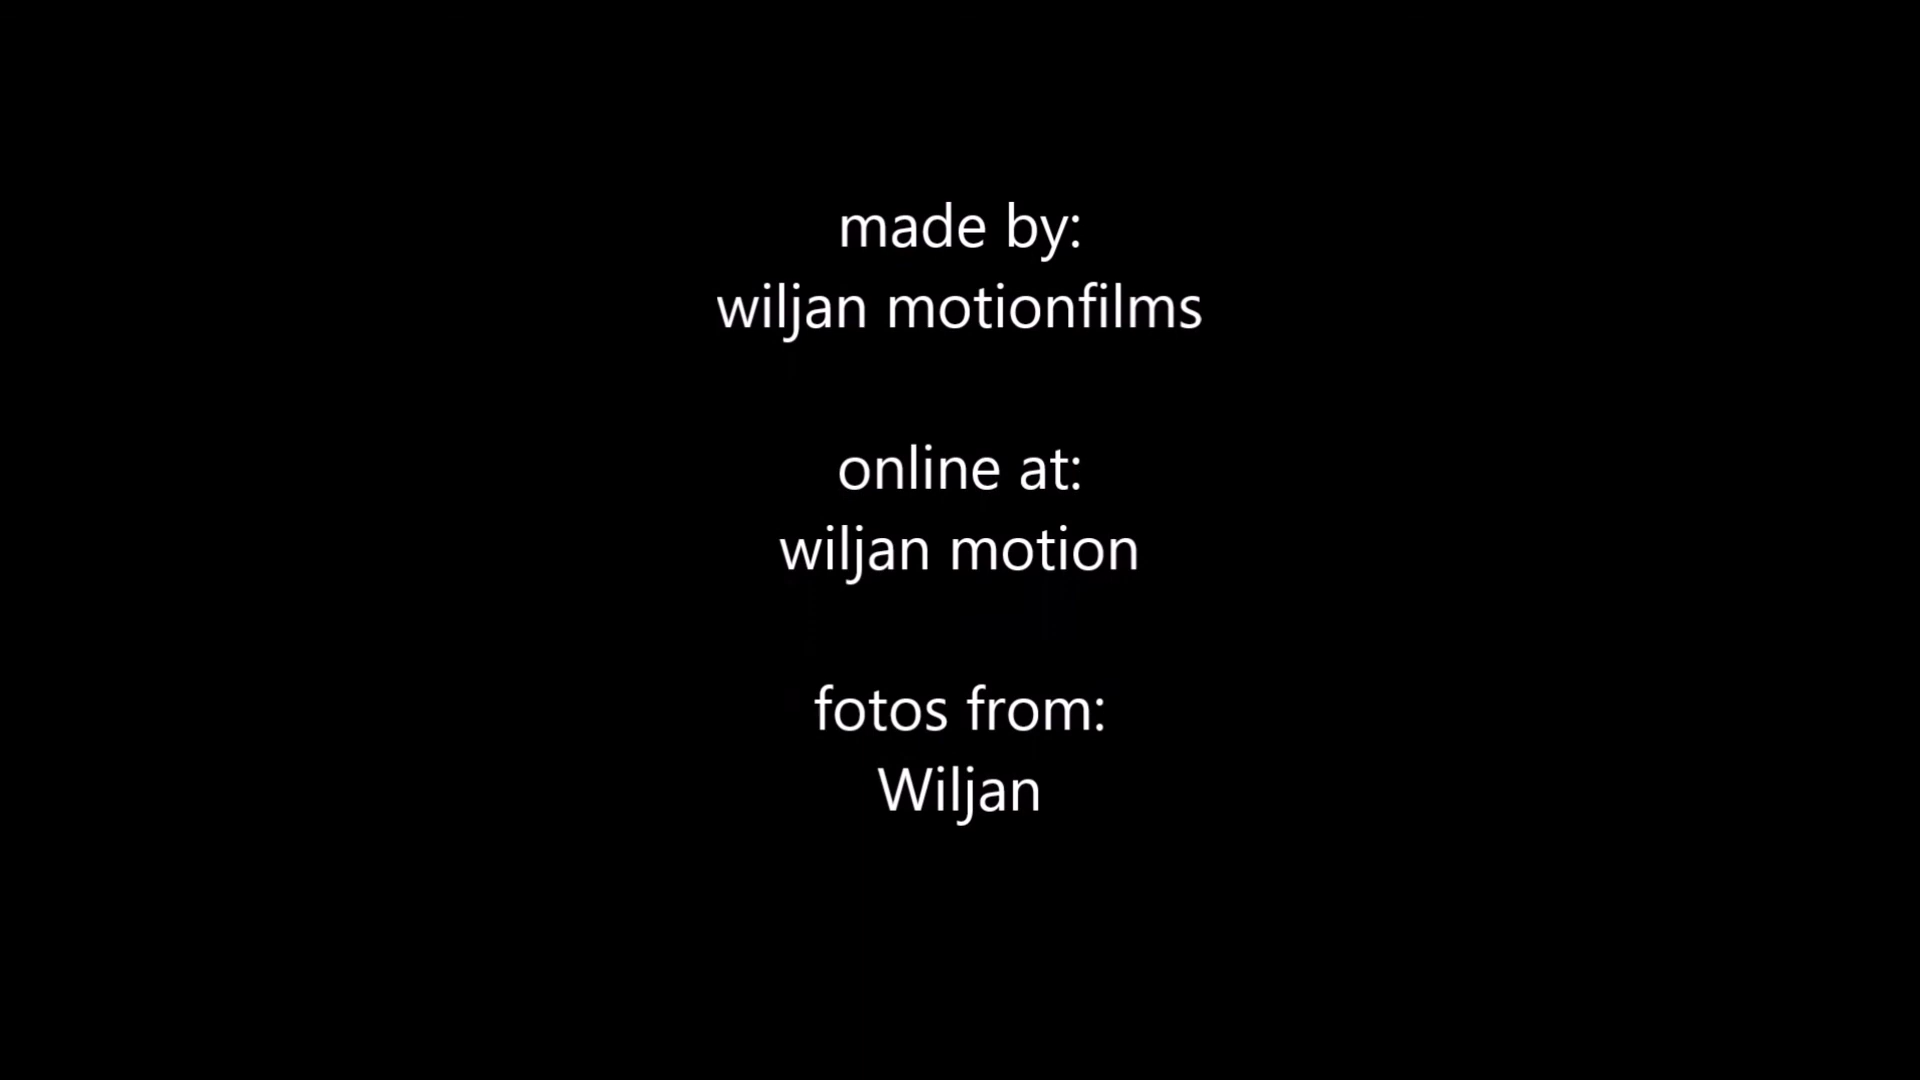 made by:
wiljan motionfilms
online at:
wiljan motion
fotos from:
Wiljan